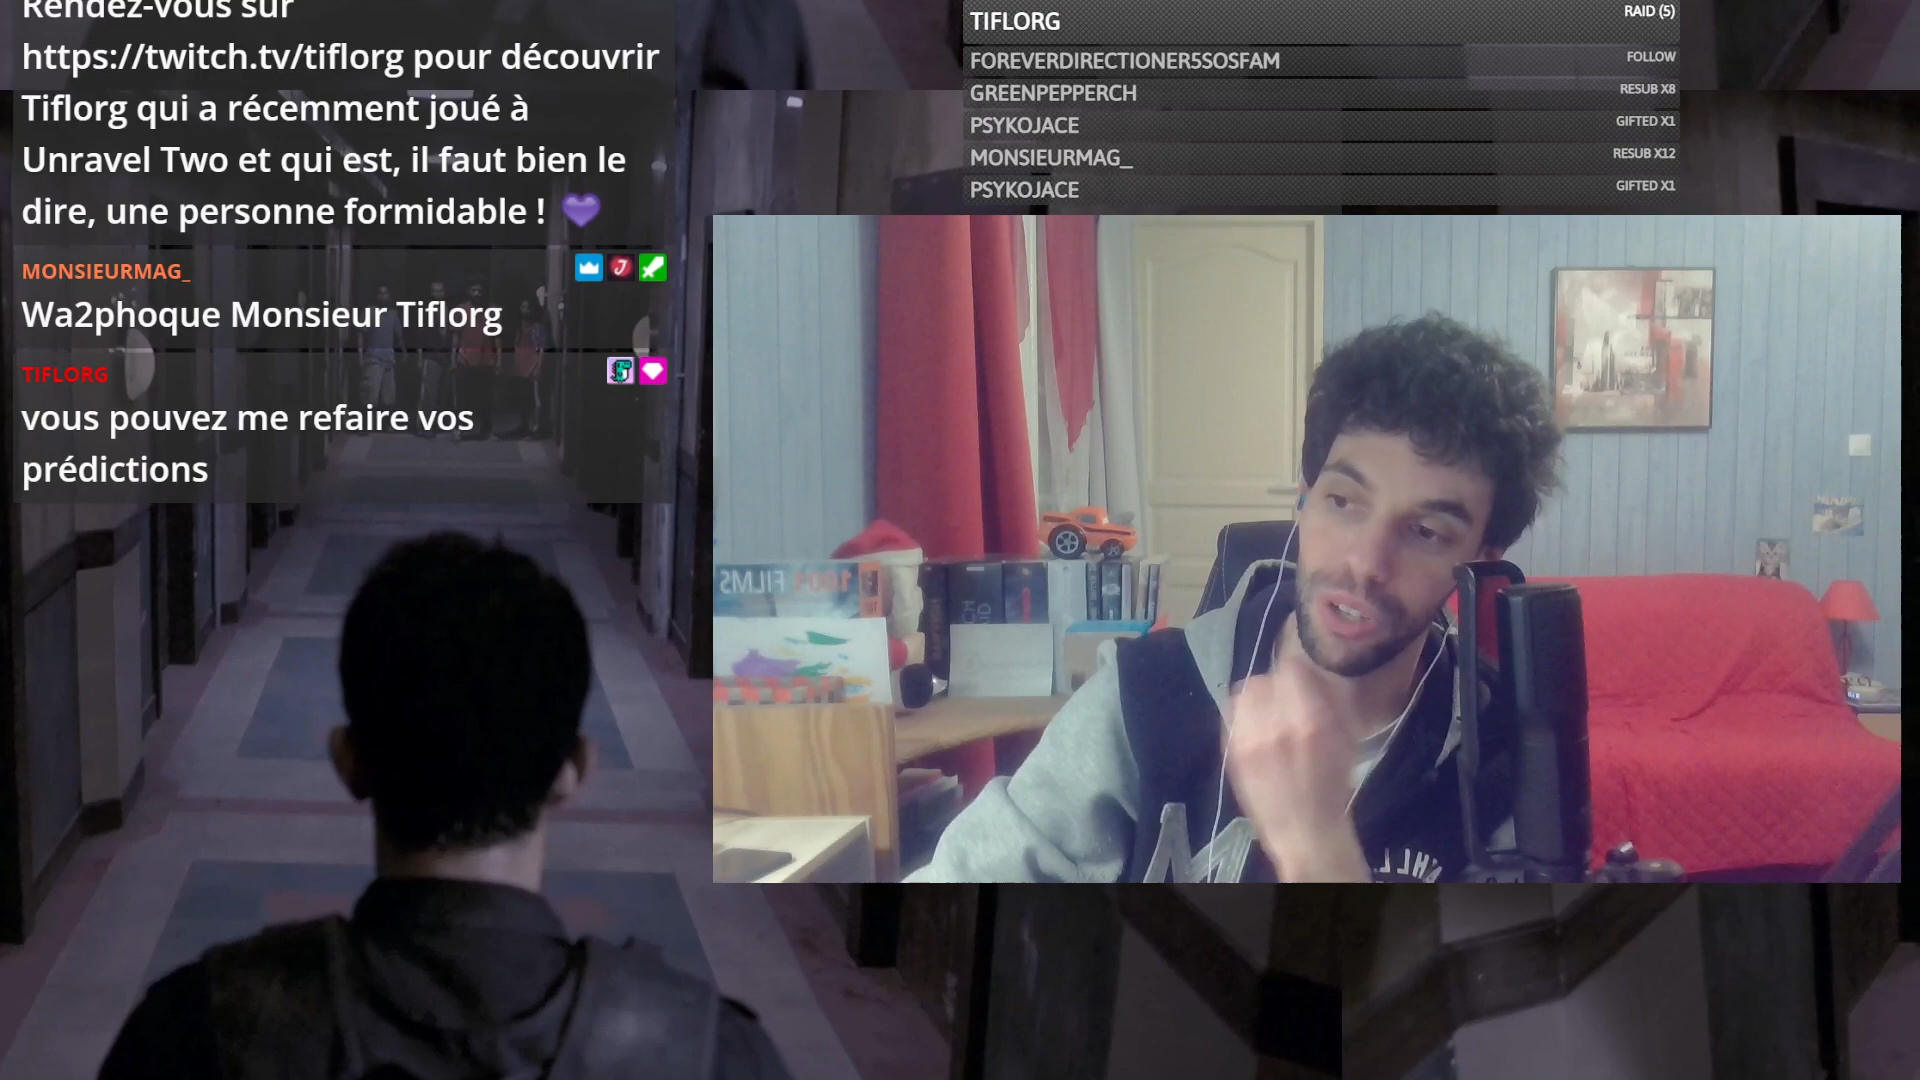 Rendez-vous sur
https://twitch.tv/tiflorg pour découvrir
Tiflorg qui a récemment joué à
Unravel Two et qui est, il faut bien le
dire, une personne formidable !
MONSIEURMAG_
Wa2phoque Monsieur Tiflorg
TIFLORG
vous pouvez me refaire vos
prédictions
TIFLORG RAID (5)
FOREVERDIRECTIONER5SOSFAM FOLLOW
GREENPEPPERCH RESUB X8
PSYKOJACE GIFTED X1
MONSIEURMAG_ RESUB X12
PSYKOJACE GIFTED X1
1001 FILMS